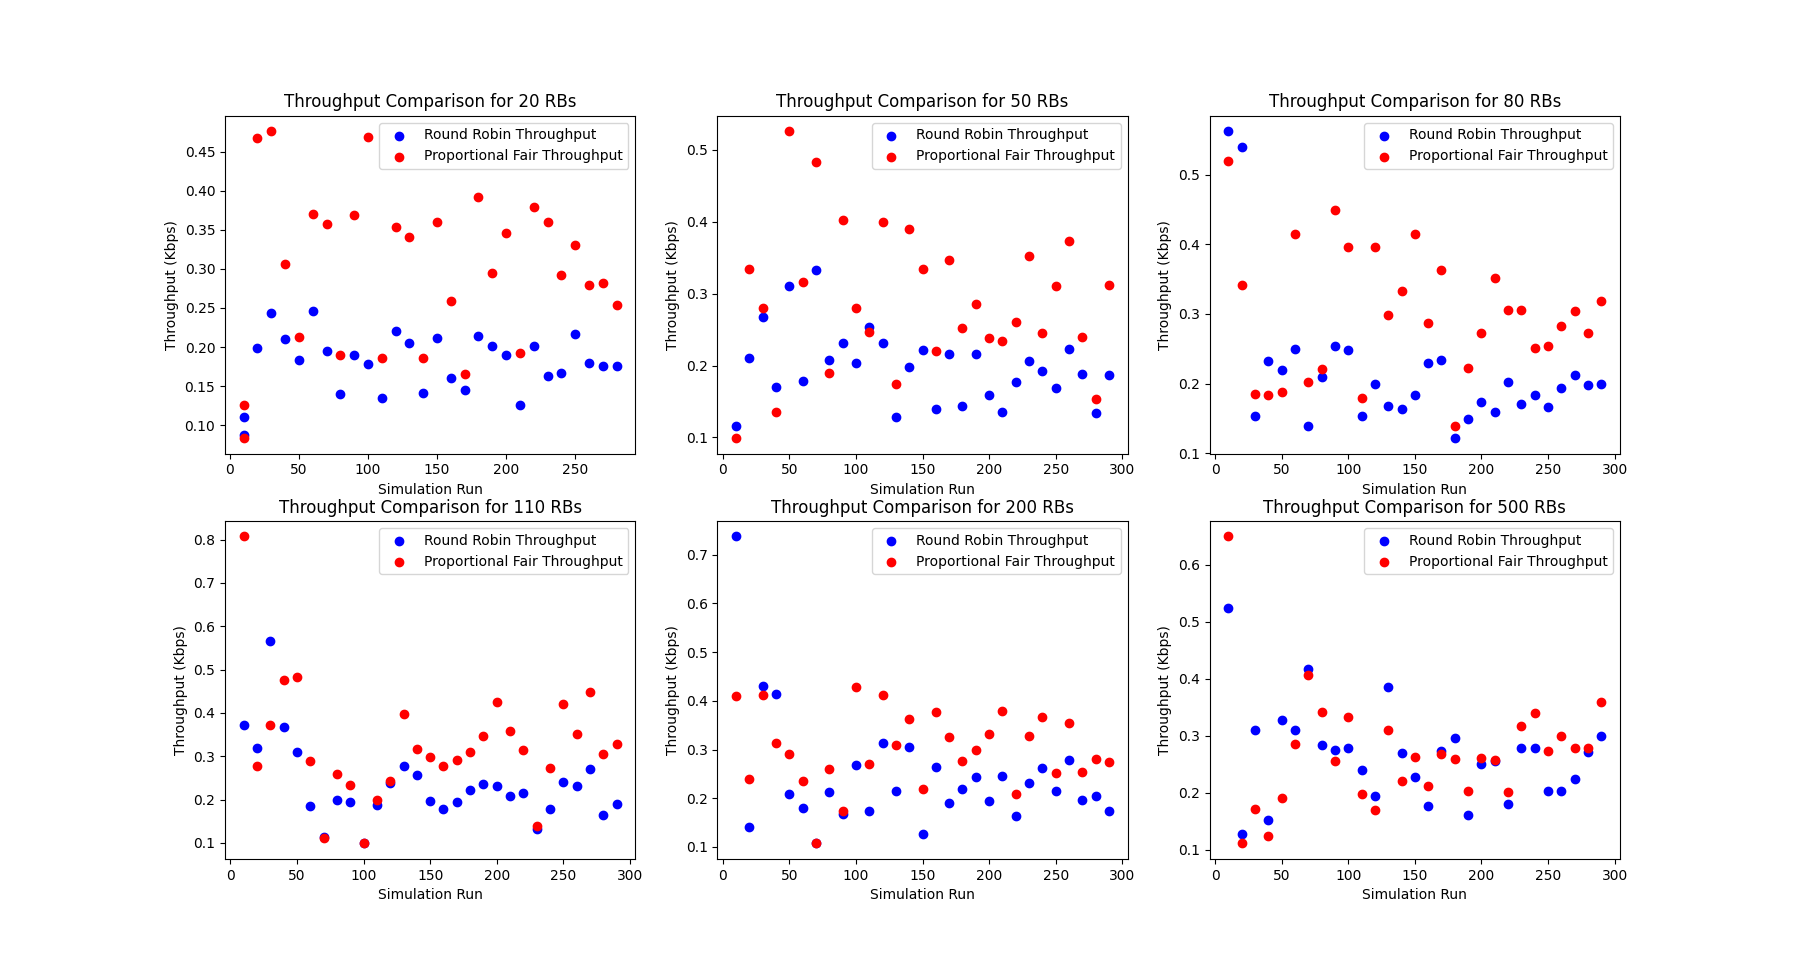 Throughput Comparison for 20 RBs
Throughput (Kbps)
0.45
0.40
0.35
0.30
0.25
0.20
0.15
0.10
Round Robin Throughput
Proportional Fair Throughput
0 50 100 150 200 250
Simulation Run
Throughput Comparison for 50 RBs
Throughput (Kbps)
0.5
0.4
0.3
0.2
0.1
Round Robin Throughput
Proportional Fair Throughput
0 50 100 150 200 250 300
Simulation Run
Throughput Comparison for 80 RBs
Throughput (Kbps)
0.5
0.4
0.3
0.2
0.1
Round Robin Throughput
Proportional Fair Throughput
0 50 100 150 200 250 300
Simulation Run
Throughput Comparison for 110 RBs
Throughput (Kbps)
0.8
0.7
0.6
0.5
0.4
0.3
0.2
0.1
Round Robin Throughput
Proportional Fair Throughput
0 50 100 150 200 250 300
Simulation Run
Throughput Comparison for 200 RBs
Throughput (Kbps)
0.7
0.6
0.5
0.4
0.3
0.2
0.1
Round Robin Throughput
Proportional Fair Throughput
0 50 100 150 200 250 300
Simulation Run
Throughput Comparison for 500 RBs
Throughput (Kbps)
0.6
0.5
0.4
0.3
0.2
0.1
Round Robin Throughput
Proportional Fair Throughput
0 50 100 150 200 250 300
Simulation Run